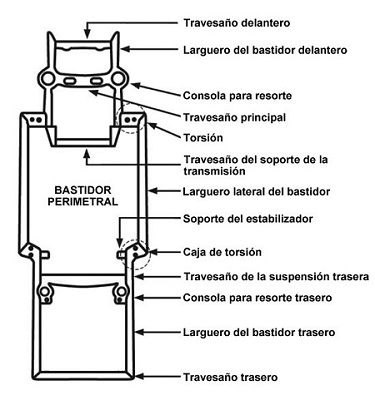 Travesaño delantero
Larguero del bastidor delantero
Consola para resorte
Travesaño principal
Torsión
Travesaño del soporte de la
transmisión
BASTIDOR
PERIMETRAL
Larguero lateral del bastidor
Soporte del estabilizador
Caja de torsión
Travesaño de la suspensión trasera
Consola para resorte trasero
Larguero del bastidor trasero
Travesaño trasero